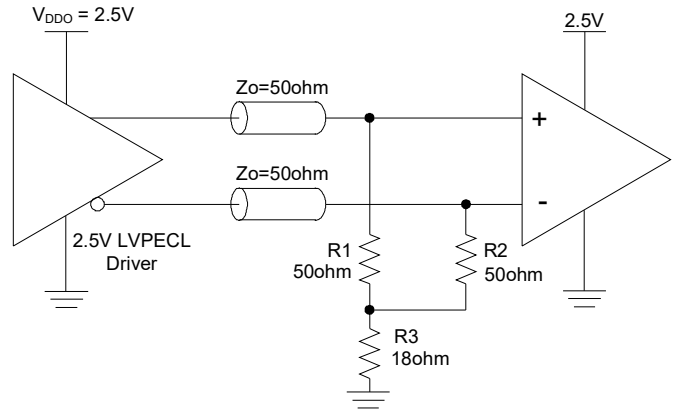 VDDO = 2.5V
2.5V
Zo=50ohm
+
Zo=50ohm
-
2.5V LVPECL
Driver
R1
50ohm
R2
50ohm
R3
18ohm